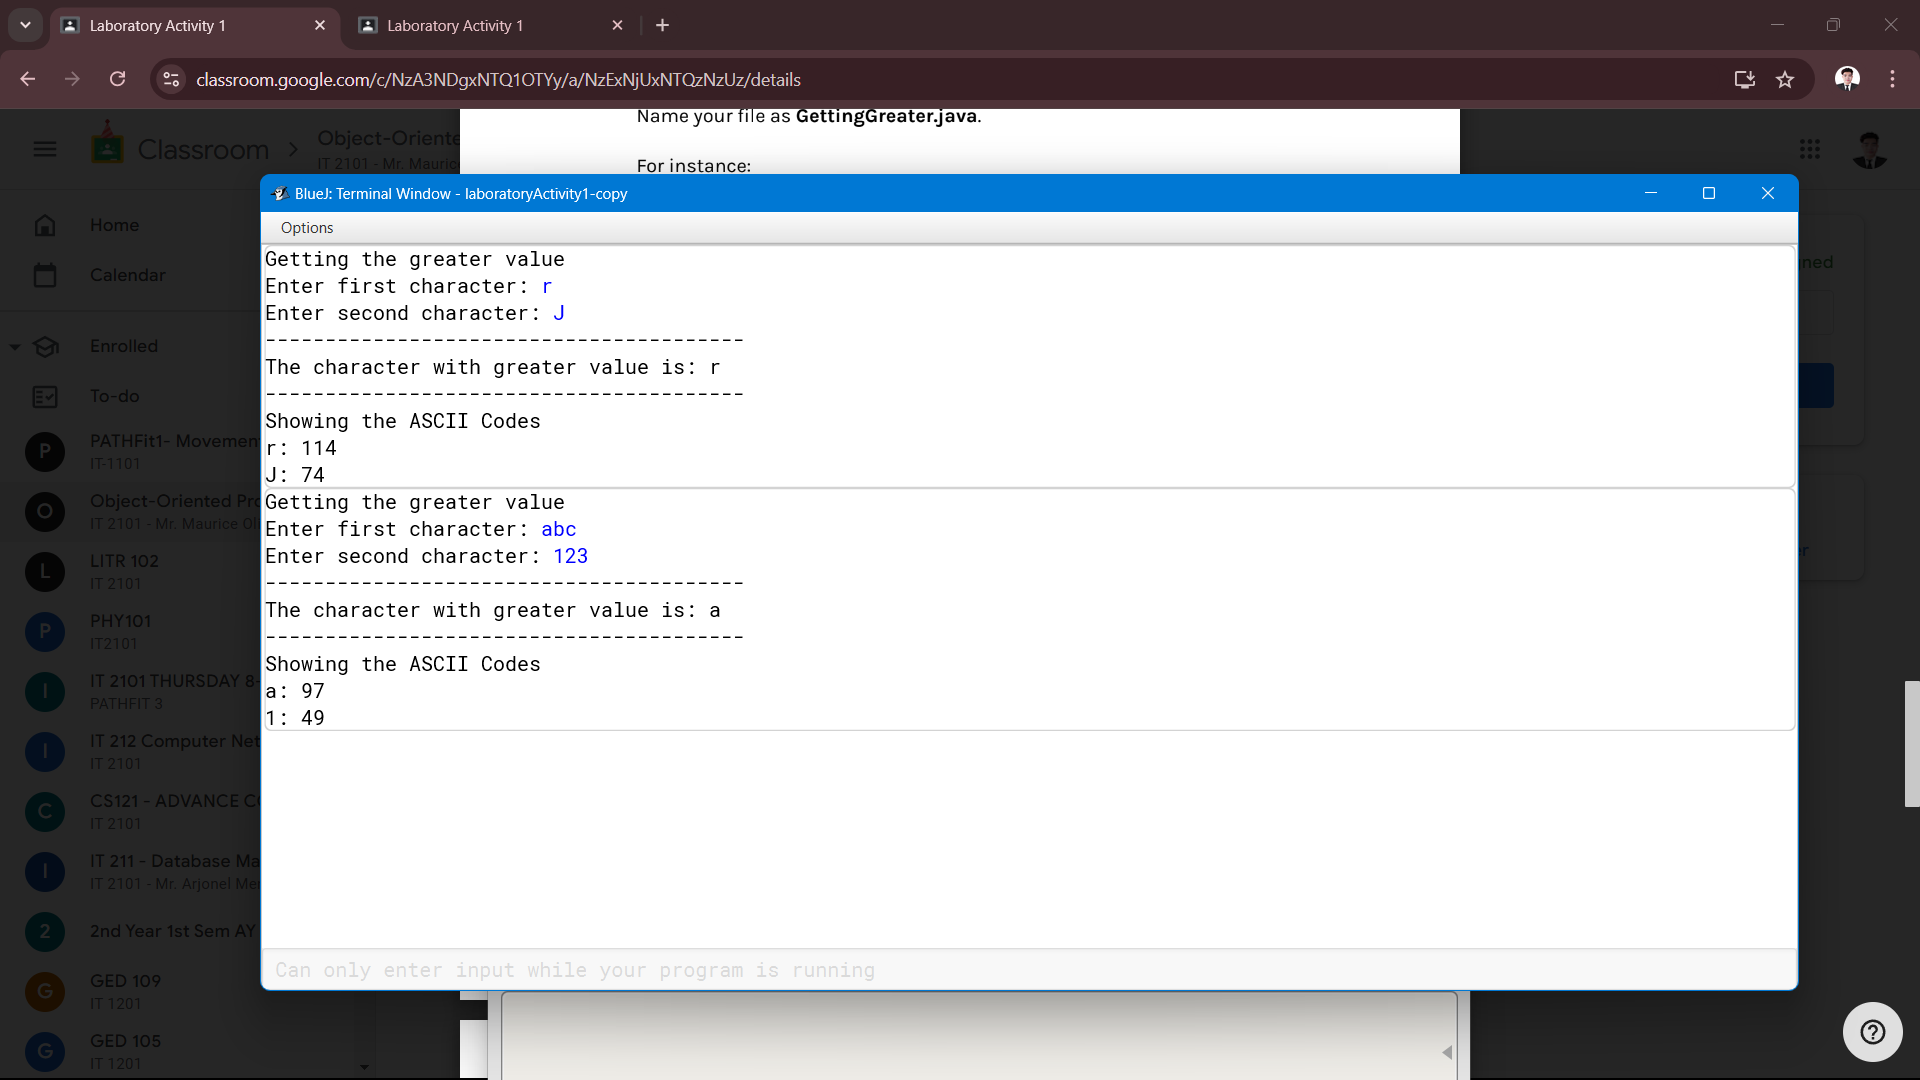 Laboratory Activity 1
Laboratory Activity 1
classroom.google.com/c/NzA3NDgxNTQ1OTYy/a/NzExNjUxNTQzNzUz/details
Name your file as GettingGreater.java.
For instance:
Classroom
Object-Oriente
IT 2101 - Mr. Mauric
BlueJ: Terminal Window - laboratoryActivity1-copy
Options
Getting the greater value
Enter first character: r
Enter second character: J
----------------------------------------
The character with greater value is: r
----------------------------------------
Showing the ASCII Codes
r: 114
J: 74
Getting the greater value
Enter first character: abc
Enter second character: 123
----------------------------------------
The character with greater value is: a
----------------------------------------
Showing the ASCII Codes
a: 97
1: 49
Can only enter input while your program is running
Home
Calendar
Enrolled
To-do
P
PATHFit1- Movemen
IT-1101
O
Object-Oriented Pro
IT 2101 - Mr. Maurice Oli
L
LITR 102
IT 2101
P
PHY101
IT2101
I
IT 2101 THURSDAY 8-
PATHFIT 3
I
IT 212 Computer Net
IT 2101
C
CS121 - ADVANCE CO
IT 2101
I
IT 211 - Database Ma
IT 2101 - Mr. Arjonel Me
2
2nd Year 1st Sem AY
G
GED 109
IT 1201
G
GED 105
IT 1201
ned
r